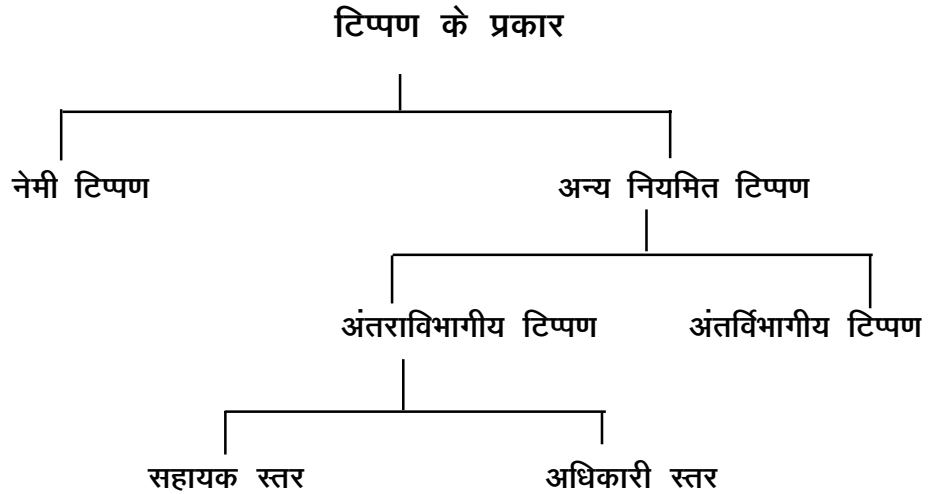 टिप्पण के प्रकार
नेमी टिप्पण अन्य नियमित टिप्पण
अंतराविभागीय टिप्पण अंतर्विभागीय टिप्पण
सहायक स्तर अधिकारी स्तर